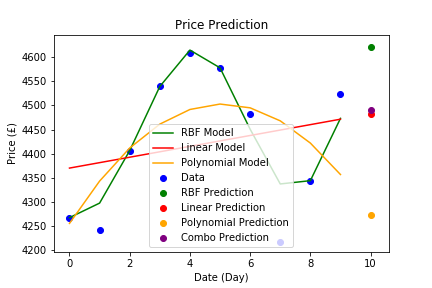 Price Prediction
Price (£)
4600
4550
4500
4450
4400
4350
4300
4250
4200
RBF Model
Linear Model
Polynomial Model
Data
RBF Prediction
Linear Prediction
Polynomial Prediction
Combo Prediction
0 2 4 6 8 10
Date (Day)